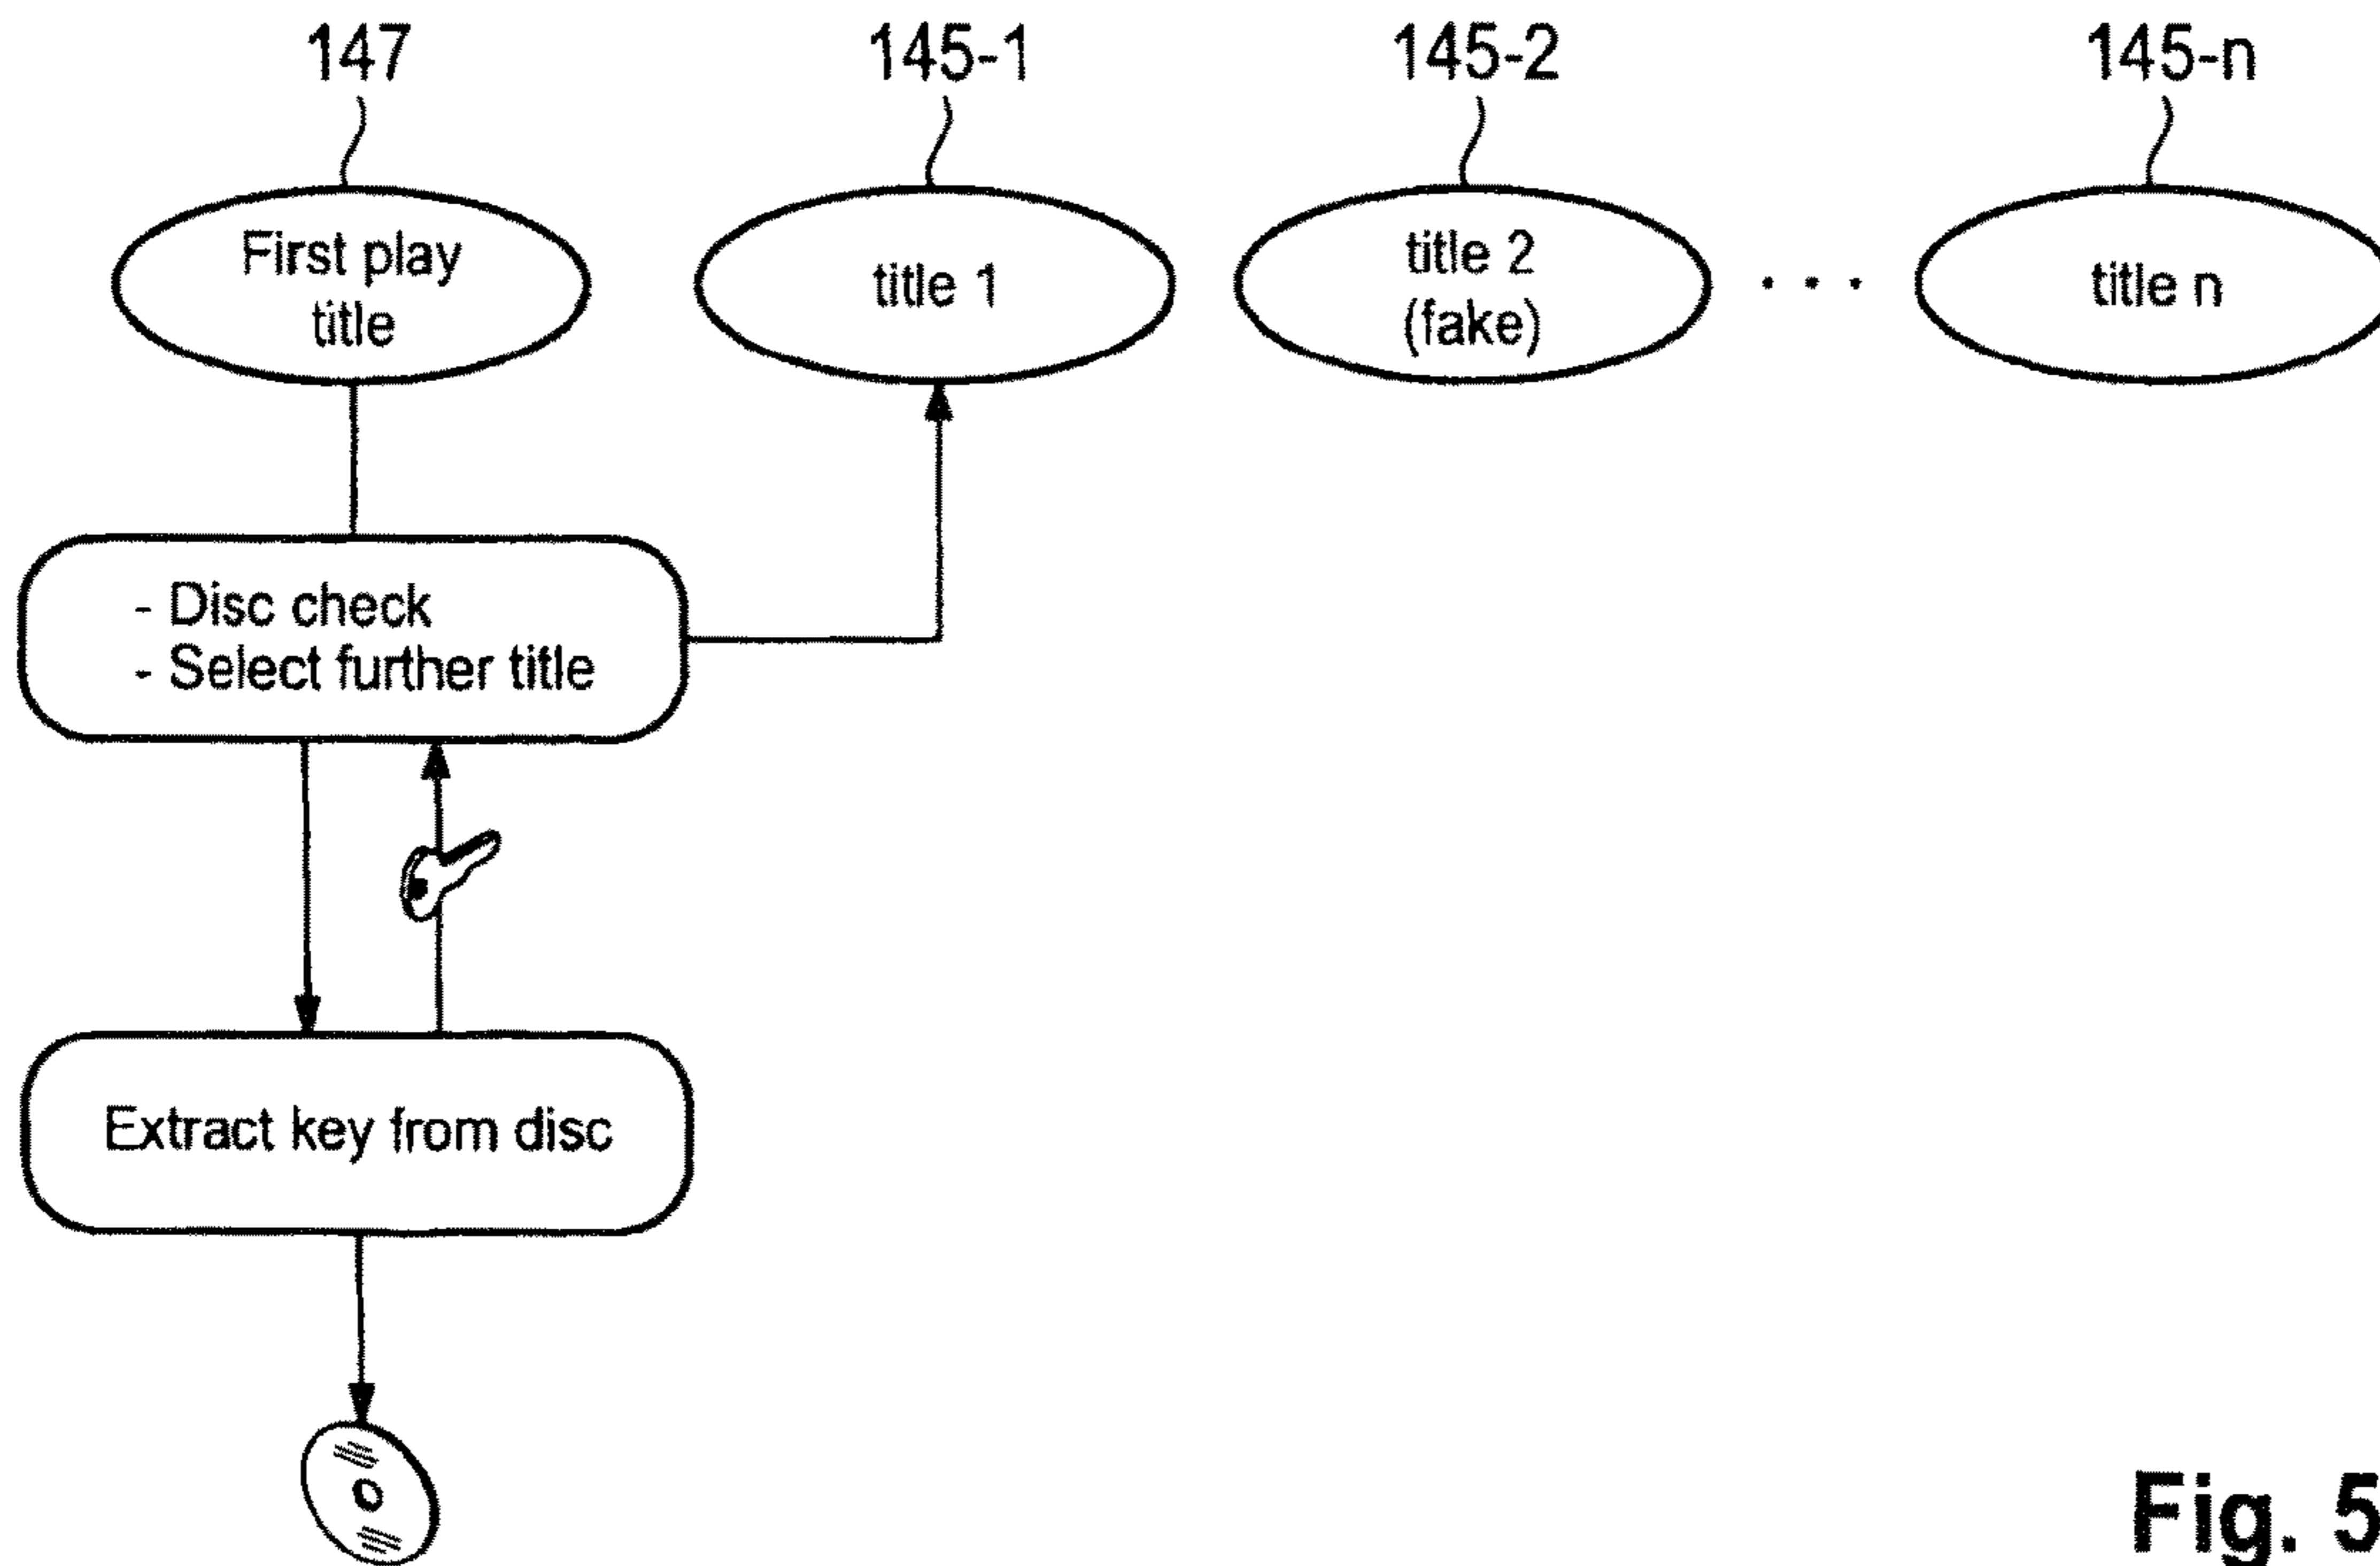 147
145-1
145-2
145-n
First play
title
title 1
title 2
(fake)
. . .
title n
- Disc check
- Select further title
Extract key from disc
Fig. 5